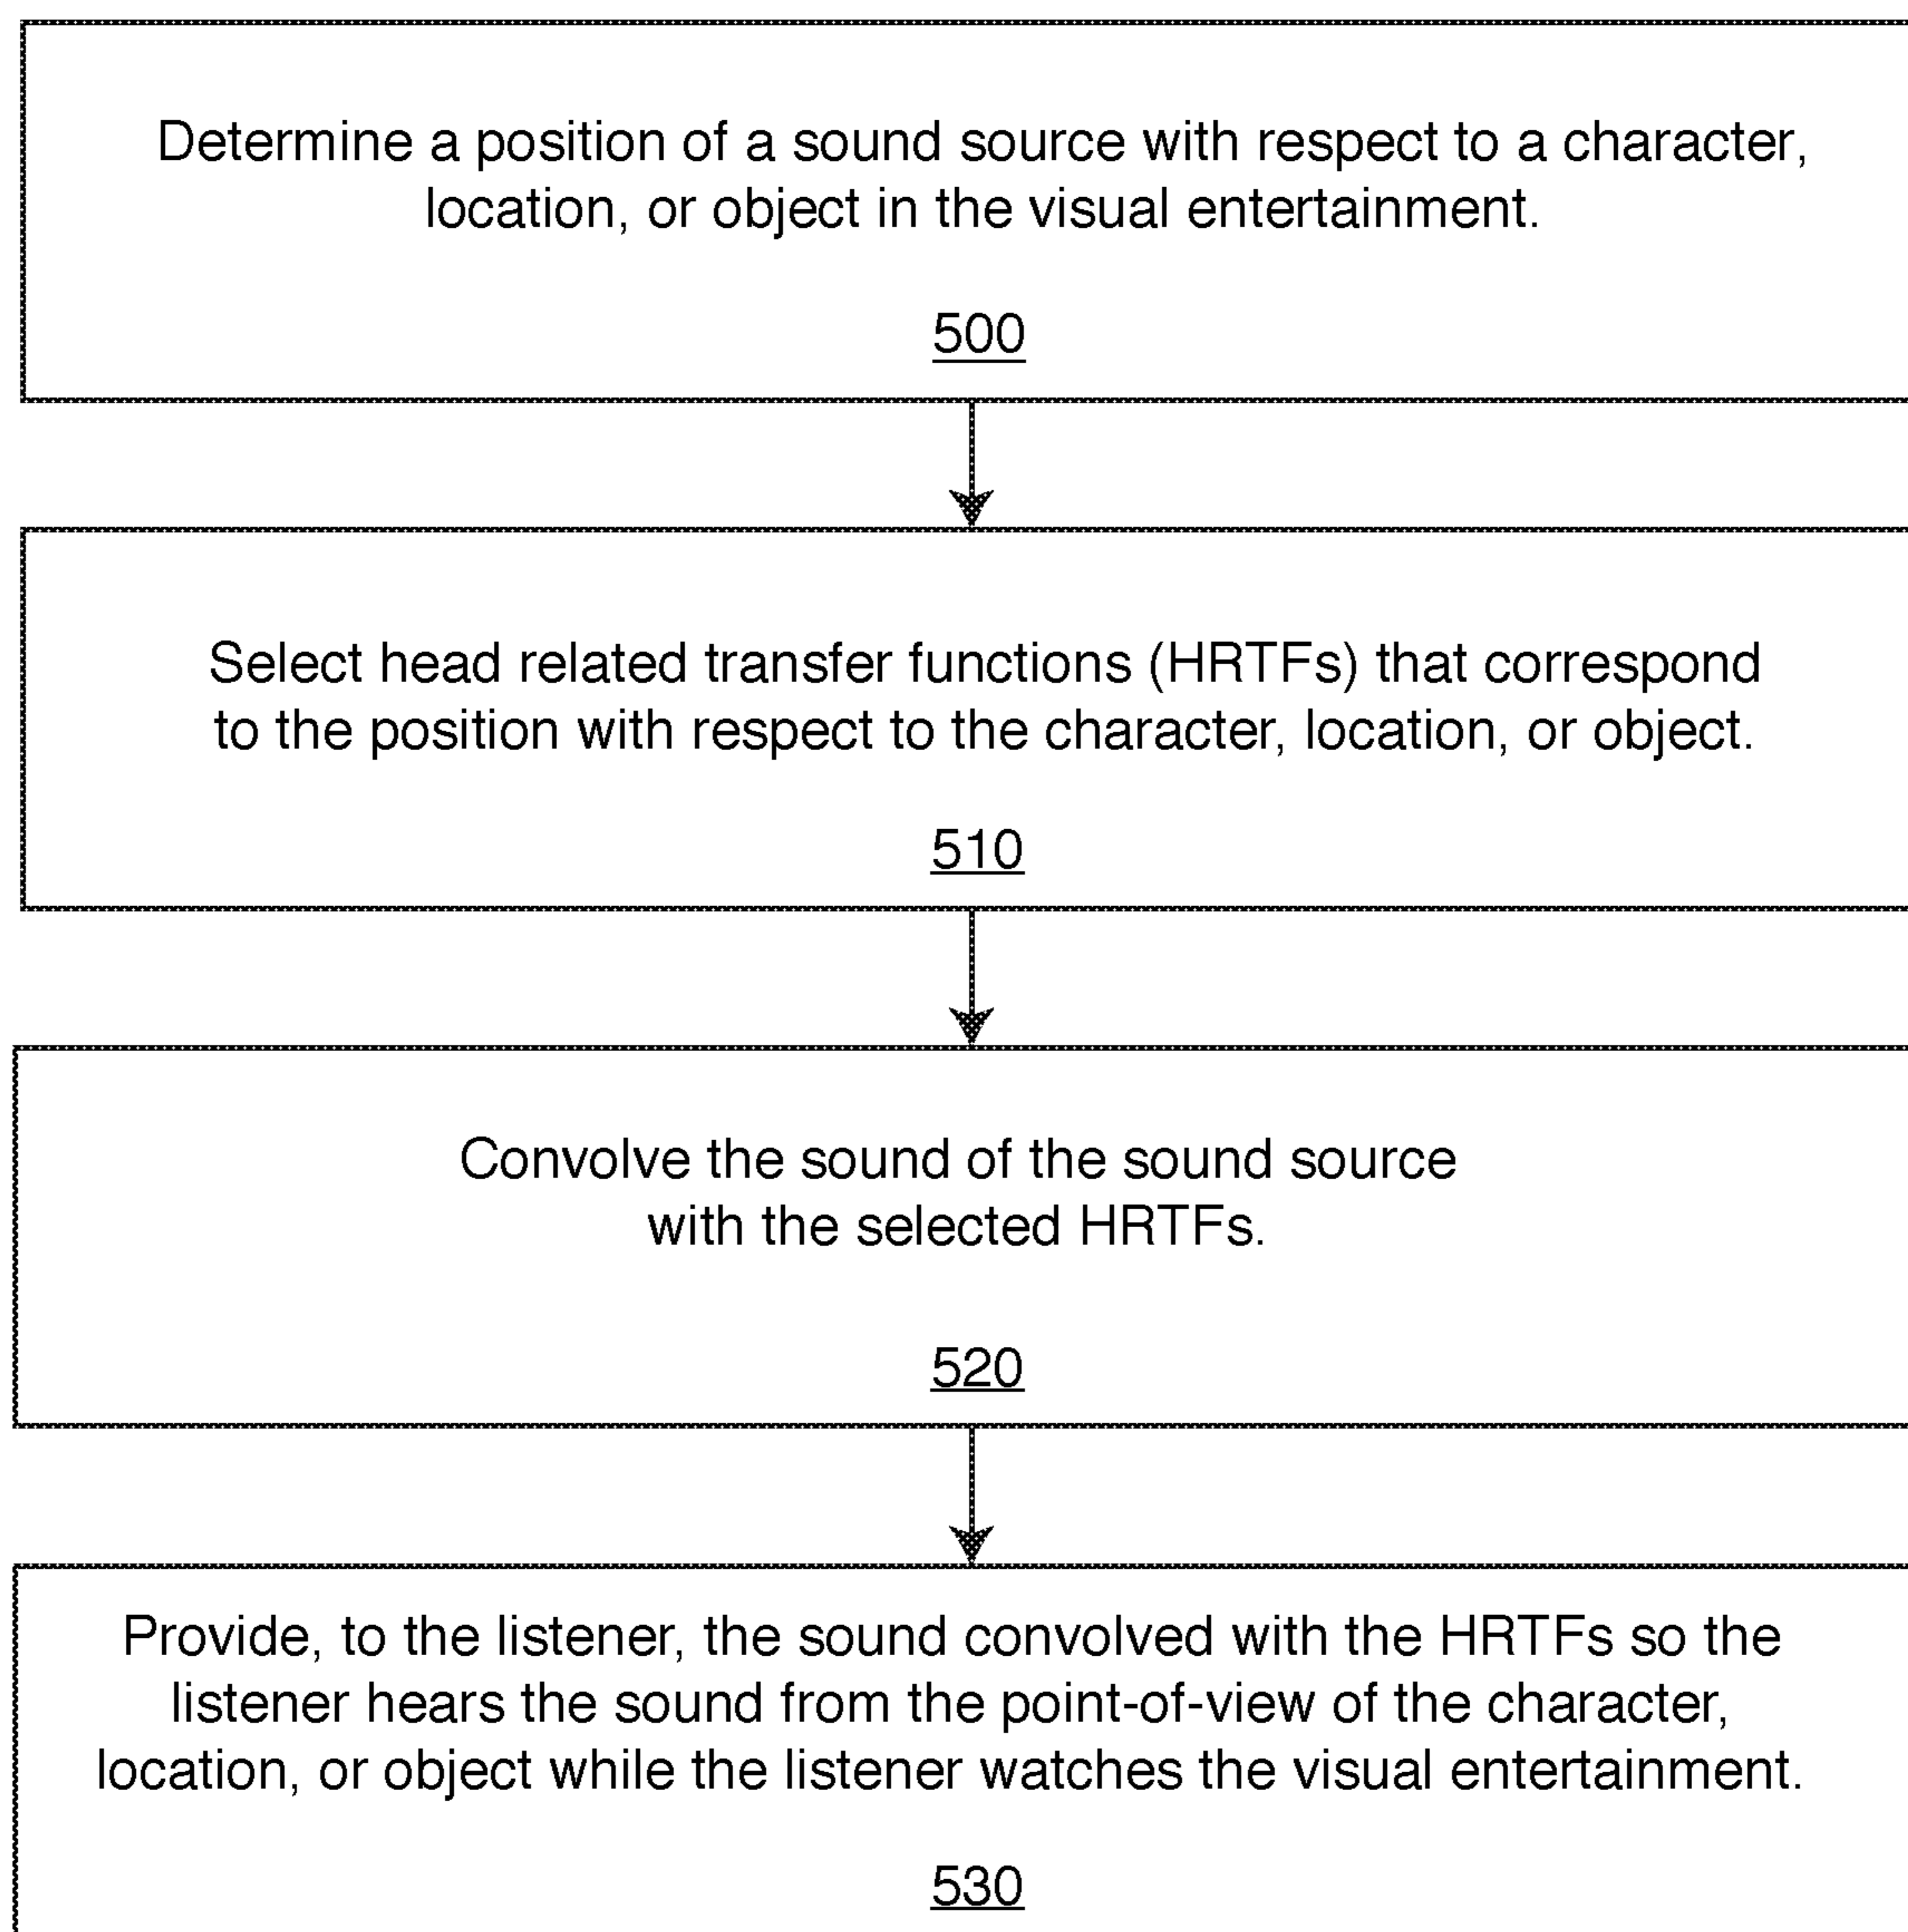 Determine a position of a sound source with respect to a character,
location, or object in the visual entertainment.
500
Select head related transfer functions (HRTFs) that correspond
to the position with respect to the character, location, or object.
510
Convolve the sound of the sound source
with the selected HRTFs.
520
Provide, to the listener, the sound convolved with the HRTFs so the
listener hears the sound from the point-of-view of the character,
location, or object while the listener watches the visual entertainment.
530